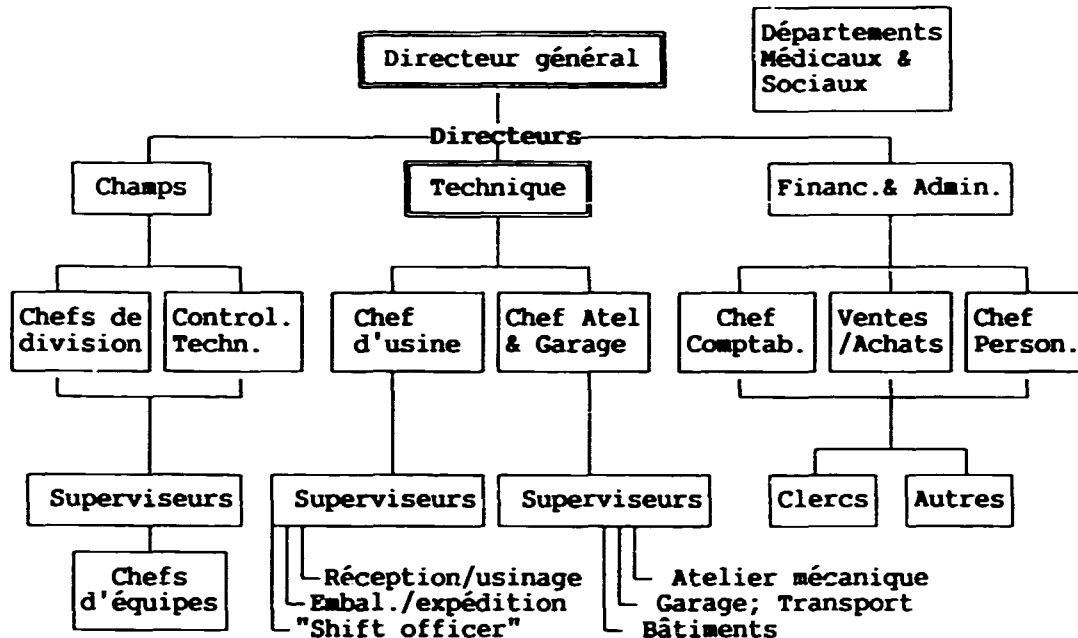 Départements
Médicaux &
Sociaux
Directeur général
Directeurs
Champs
Technique
Financ.& Admin.
Chefs de
division
Control.
Techn.
Chef
d'usine
Chef Atel
& Garage
Chef
Comptab.
Ventes
/Achats
Chef
Person.
Superviseurs
Superviseurs
Superviseurs
Clercs
Autres
Chefs
d'équipes
Réception/usinage
Embal./expédition
"Shift officer"
Atelier mécanique
Garage; Transport
Bâtiments